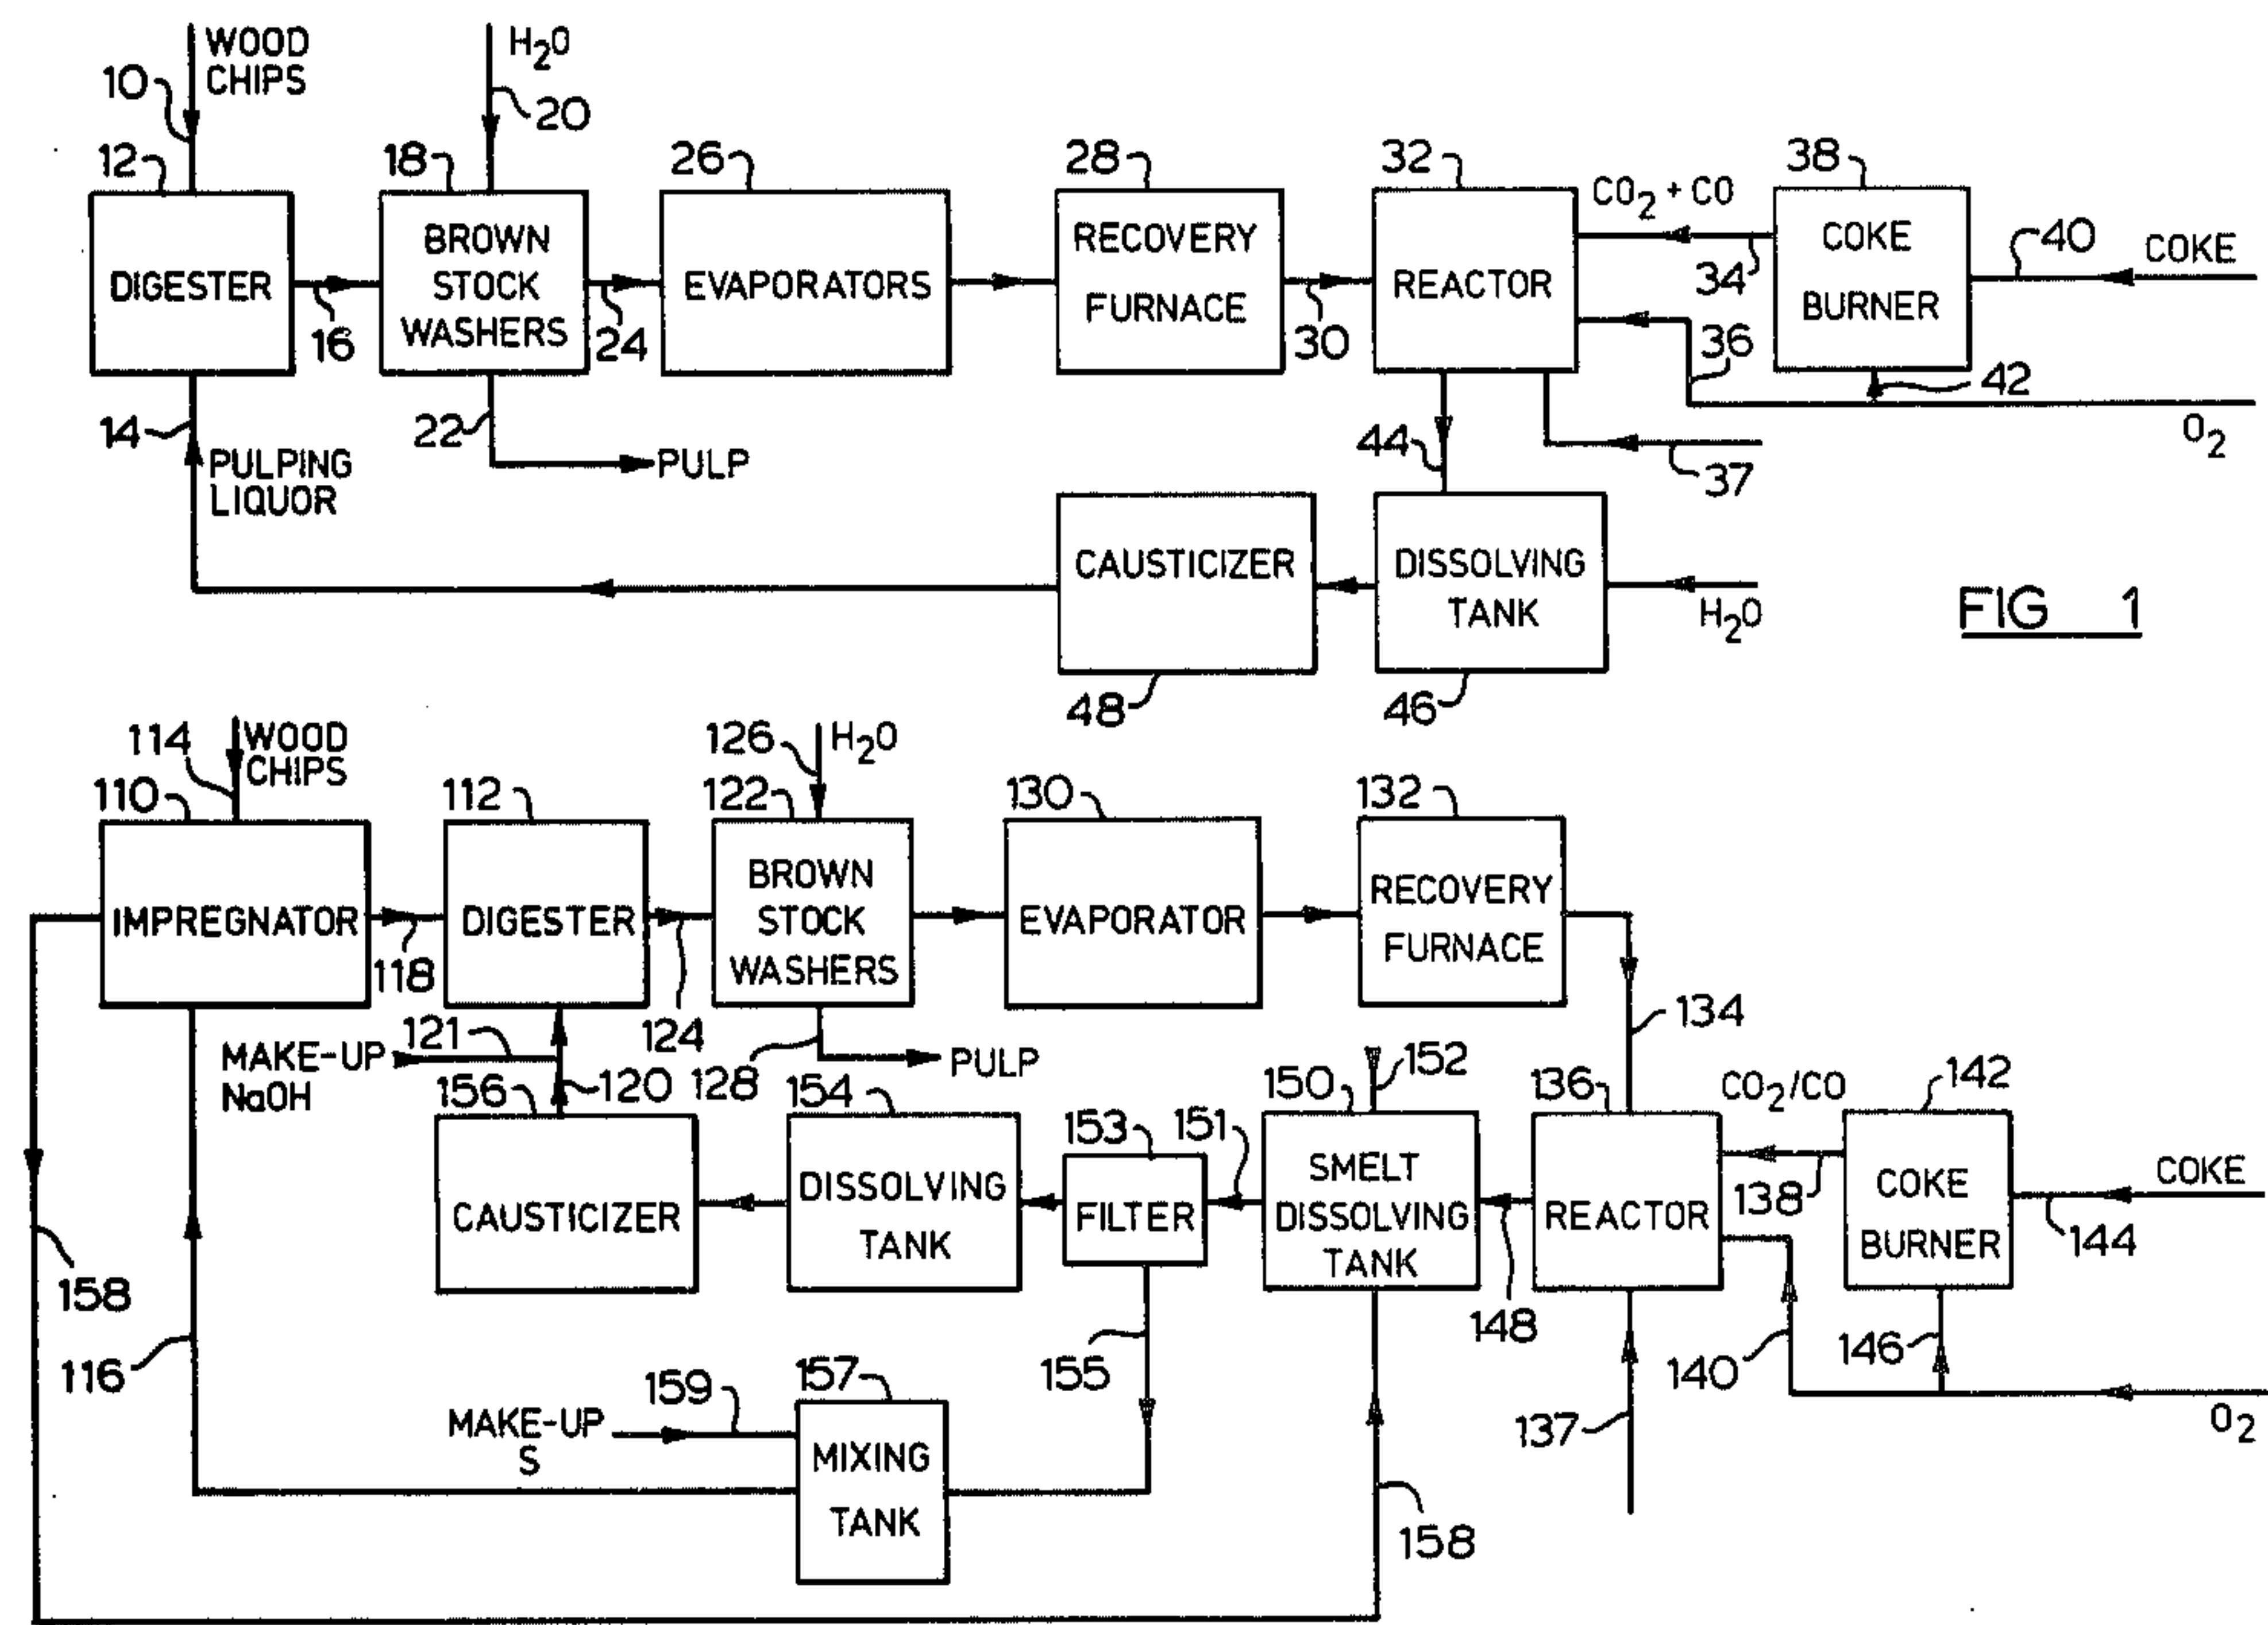 WOOD
CHIPS
H2O
10
20
12
18
26
28
32
38
CO2 + CO
DIGESTER
BROWN
STOCK
WASHERS
EVAPORATORS
RECOVERY
FURNACE
REACTOR
COKE
BURNER
40
COKE
16
24
30
34
36
42
O2
14
22
PULPING
LIQUOR
PULP
44
37
CAUSTICIZER
DISSOLVING
TANK
H2O
48
46
FIG 1
114
WOOD
CHIPS
126
H2O
110
112
122
130
132
IMPREGNATOR
DIGESTER
BROWN
STOCK
WASHERS
EVAPORATOR
RECOVERY
FURNACE
118
124
134
121
MAKE-UP
NaOH
120
128
PULP
152
156
154
153
151
150
136
CO2/CO
142
CAUSTICIZER
DISSOLVING
TANK
FILTER
SMELT
DISSOLVING
TANK
REACTOR
138
COKE
BURNER
COKE
144
158
116
155
148
140
146
137
O2
159
157
MAKE-UP
S
MIXING
TANK
158